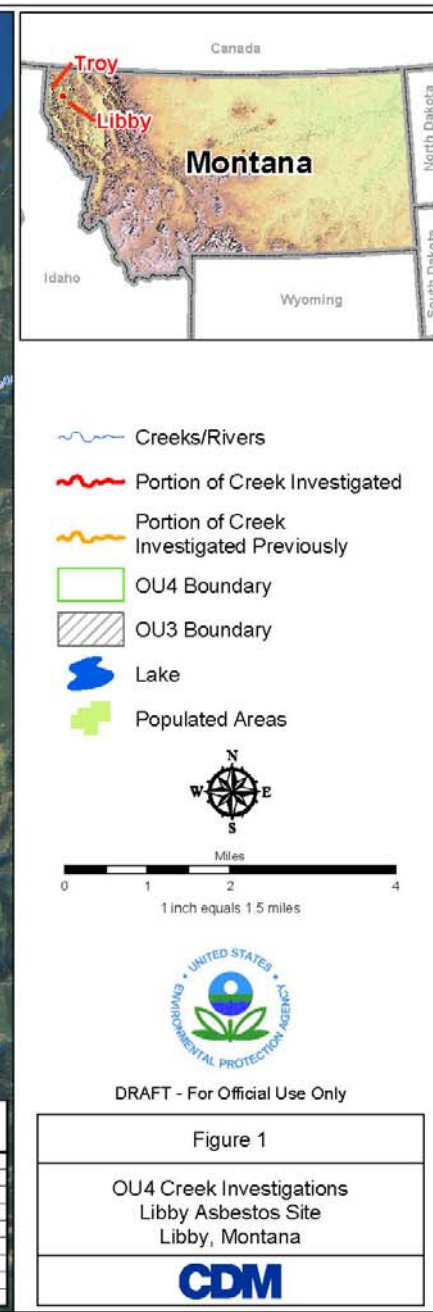 Canada
Troy
Libby
Montana
North Dakota
South Dakota
Idaho
Wyoming
Creeks/Rivers
Portion of Creek Investigated
Portion of Creek
Investigated Previously
OU4 Boundary
OU3 Boundary
Lake
Populated Areas
N
W E
S
Miles
0 1 2 4
1 inch equals 1.5 miles
UNITED STATES
ENVIRONMENTAL PROTECTION AGENCY
DRAFT - For Official Use Only
Figure 1
OU4 Creek Investigations
Libby Asbestos Site
Libby, Montana
CDM